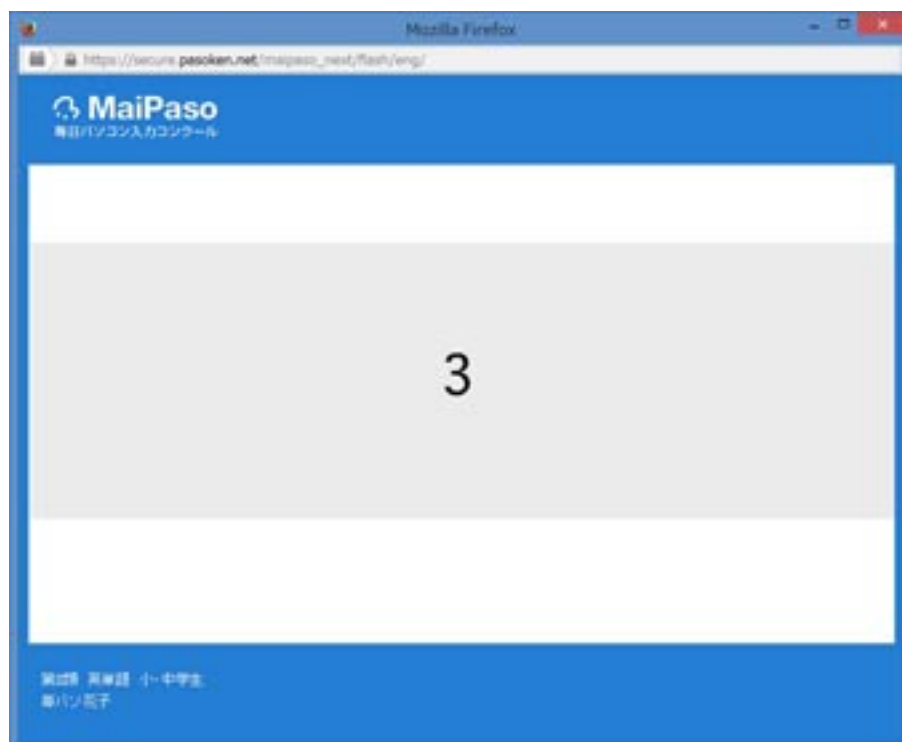 Mozilla Firefox
https://secure.pasoken.net/maipaso_next/flash/eng/
MaiPaso
毎日パソコン入力コンクール
3
英単語 小~中学生
毎パソ花子